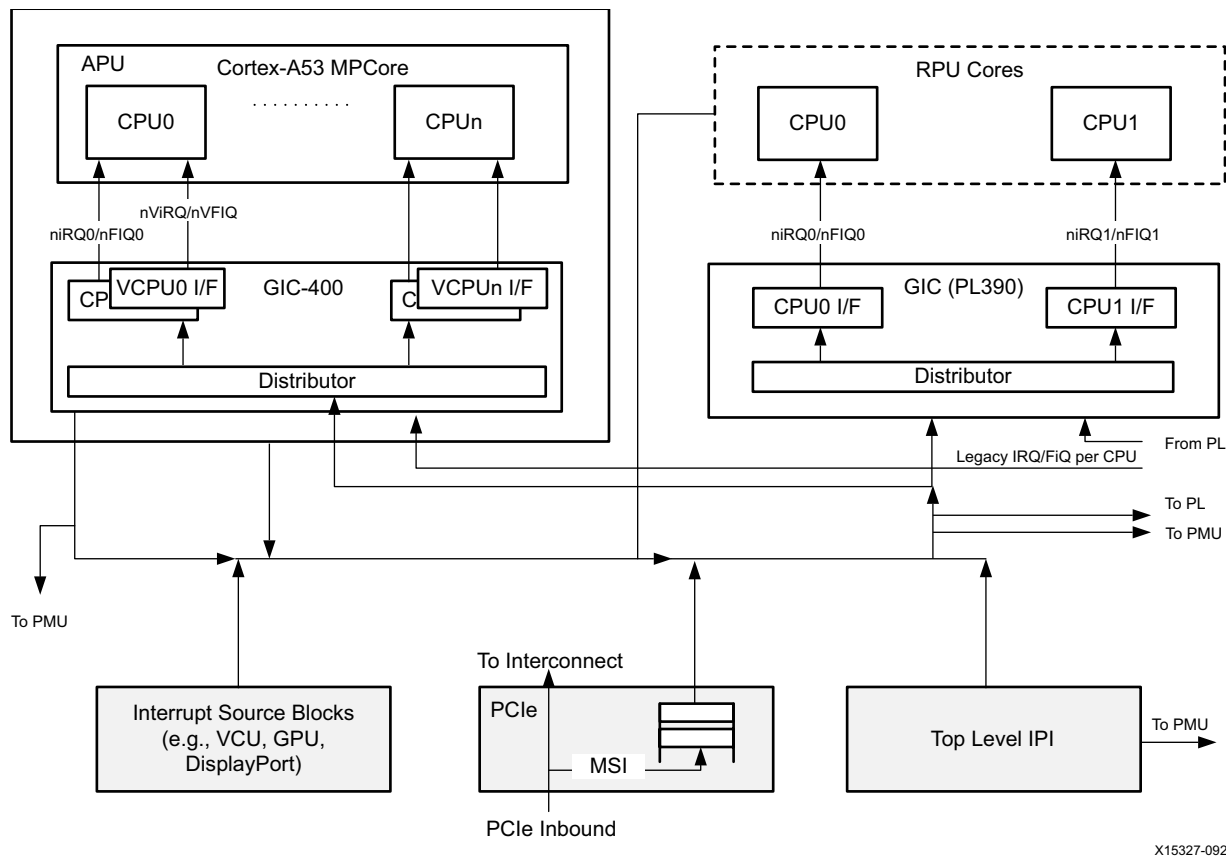 APU
Cortex-A53 MPCore
CPU0
. . . . . . . . . .
CPUn
nViRQ/nVFIQ
niRQ0/nFIQ0
VCPU0 I/F
CP
GIC-400
VCPUn I/F
C
Distributor
RPU Cores
CPU0
CPU1
niRQ0/nFIQ0
niRQ1/nFIQ1
GIC (PL390)
CPU0 I/F
CPU1 I/F
Distributor
From PL
Legacy IRQ/FiQ per CPU
To PL
To PMU
To PMU
To Interconnect
Interrupt Source Blocks
(e.g., VCU, GPU,
DisplayPort)
PCIe
MSI
PCIe Inbound
Top Level IPI
To PMU
X15327-092